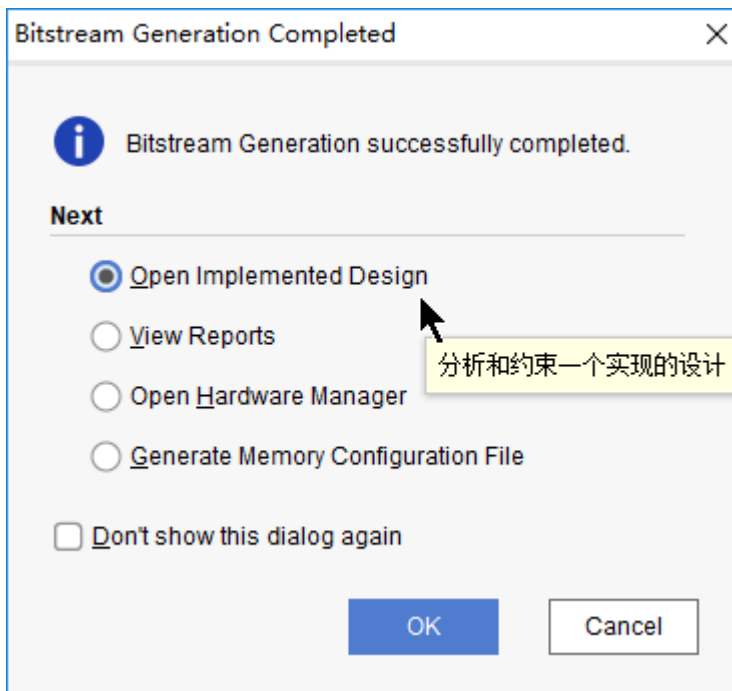 Bitstream Generation Completed
Bitstream Generation successfully completed.
Next
Open Implemented Design
View Reports
分析和约束一个实现的设计
Open Hardware Manager
Generate Memory Configuration File
Don't show this dialog again
OK
Cancel